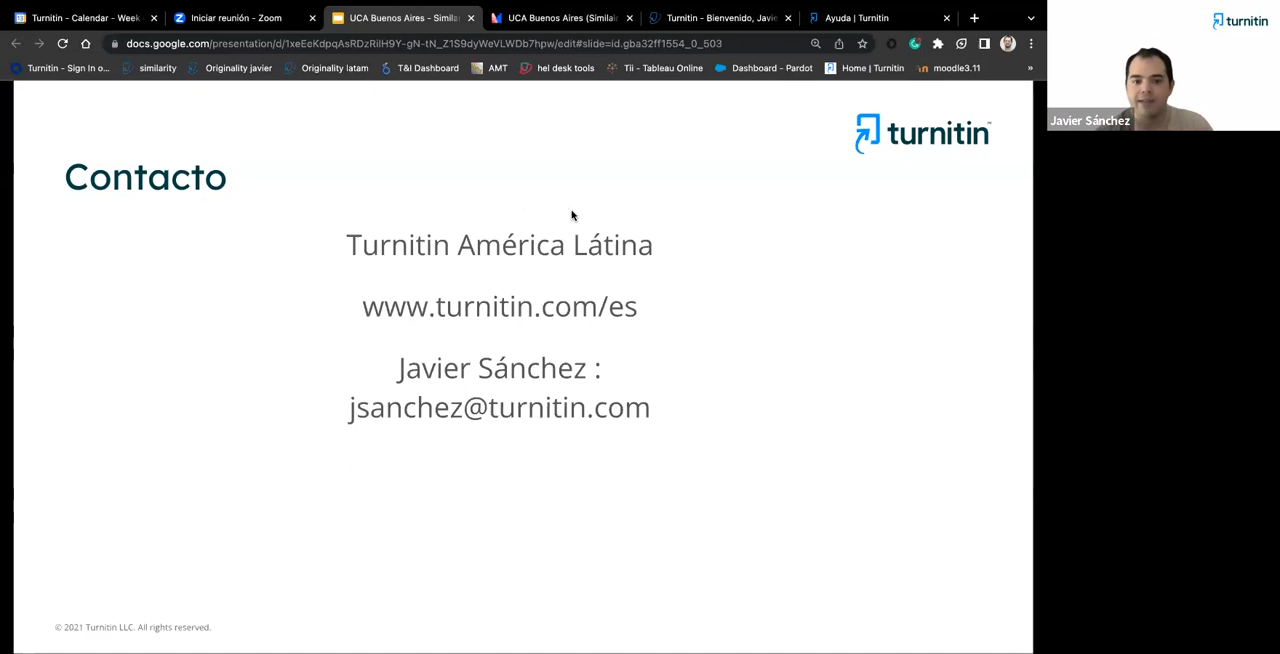 Turnitin - Calendar - Week
Iniciar reunión - Zoom
UCA Buenos Aires - Simila
UCA Buenos Aires (Similari
Turnitin - Bienvenido, Javie
Ayuda | Turnitin
docs.google.com/presentation/d/1xeEeKdpqAsRDzRilH9Y-gN-tN_Z1S9dyWeVLWDb7hpw/edit#slide=id.gba32ff1554_0_503
Turnitin - Sign In o...
similarity
Originality javier
Originality latam
T&I Dashboard
AMT
hel desk tools
Tii - Tableau Online
Dashboard - Pardot
Home | Turnitin
moodle3.11
»
turnitin
Javier Sánchez
turnitin™
Contacto
Turnitin América Látina
www.turnitin.com/es
Javier Sánchez :
jsanchez@turnitin.com
© 2021 Turnitin LLC. All rights reserved.